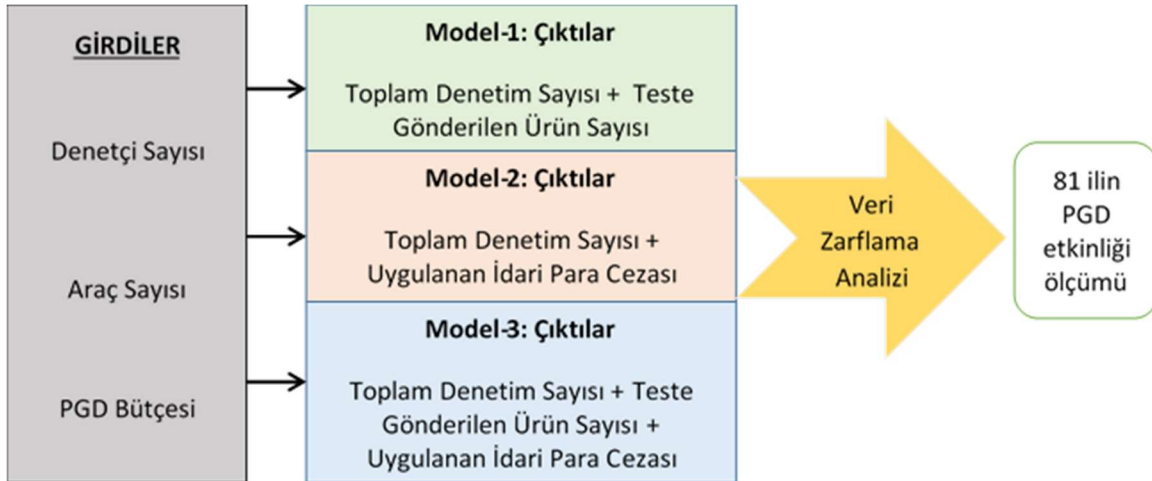 GİRDİLER
Denetçi Sayısı
Araç Sayısı
PGD Bütçesi
Model-1: Çıktılar
Toplam Denetim Sayısı + Teste
Gönderilen Ürün Sayısı
Model-2: Çıktılar
Toplam Denetim Sayısı +
Uygulanan İdari Para Cezası
Model-3: Çıktılar
Toplam Denetim Sayısı + Teste
Gönderilen Ürün Sayısı +
Uygulanan İdari Para Cezası
Veri
Zarflama
Analizi
81 ilin
PGD
etkinliği
ölçümü